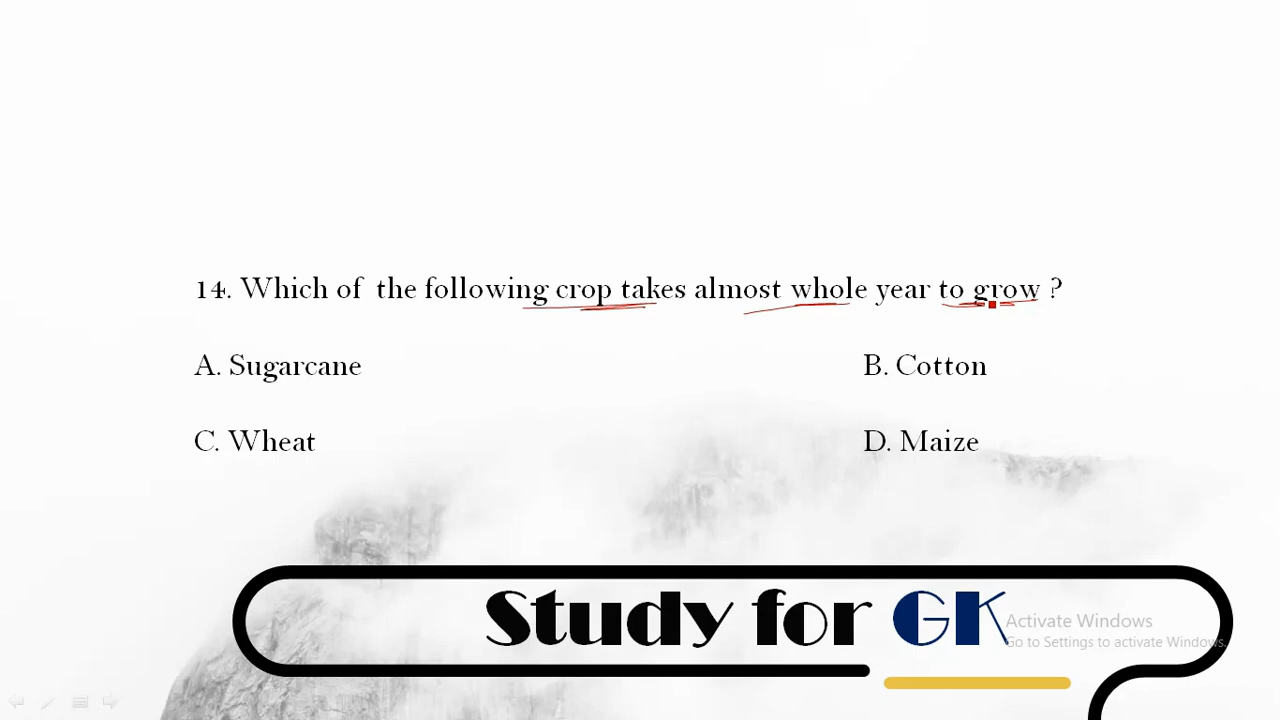 14. Which of the following crop takes almost whole year to grow ?
A. Sugarcane
B. Cotton
C. Wheat
D. Maize
Study for GK
Activate Windows
Go to Settings to activate Windows.